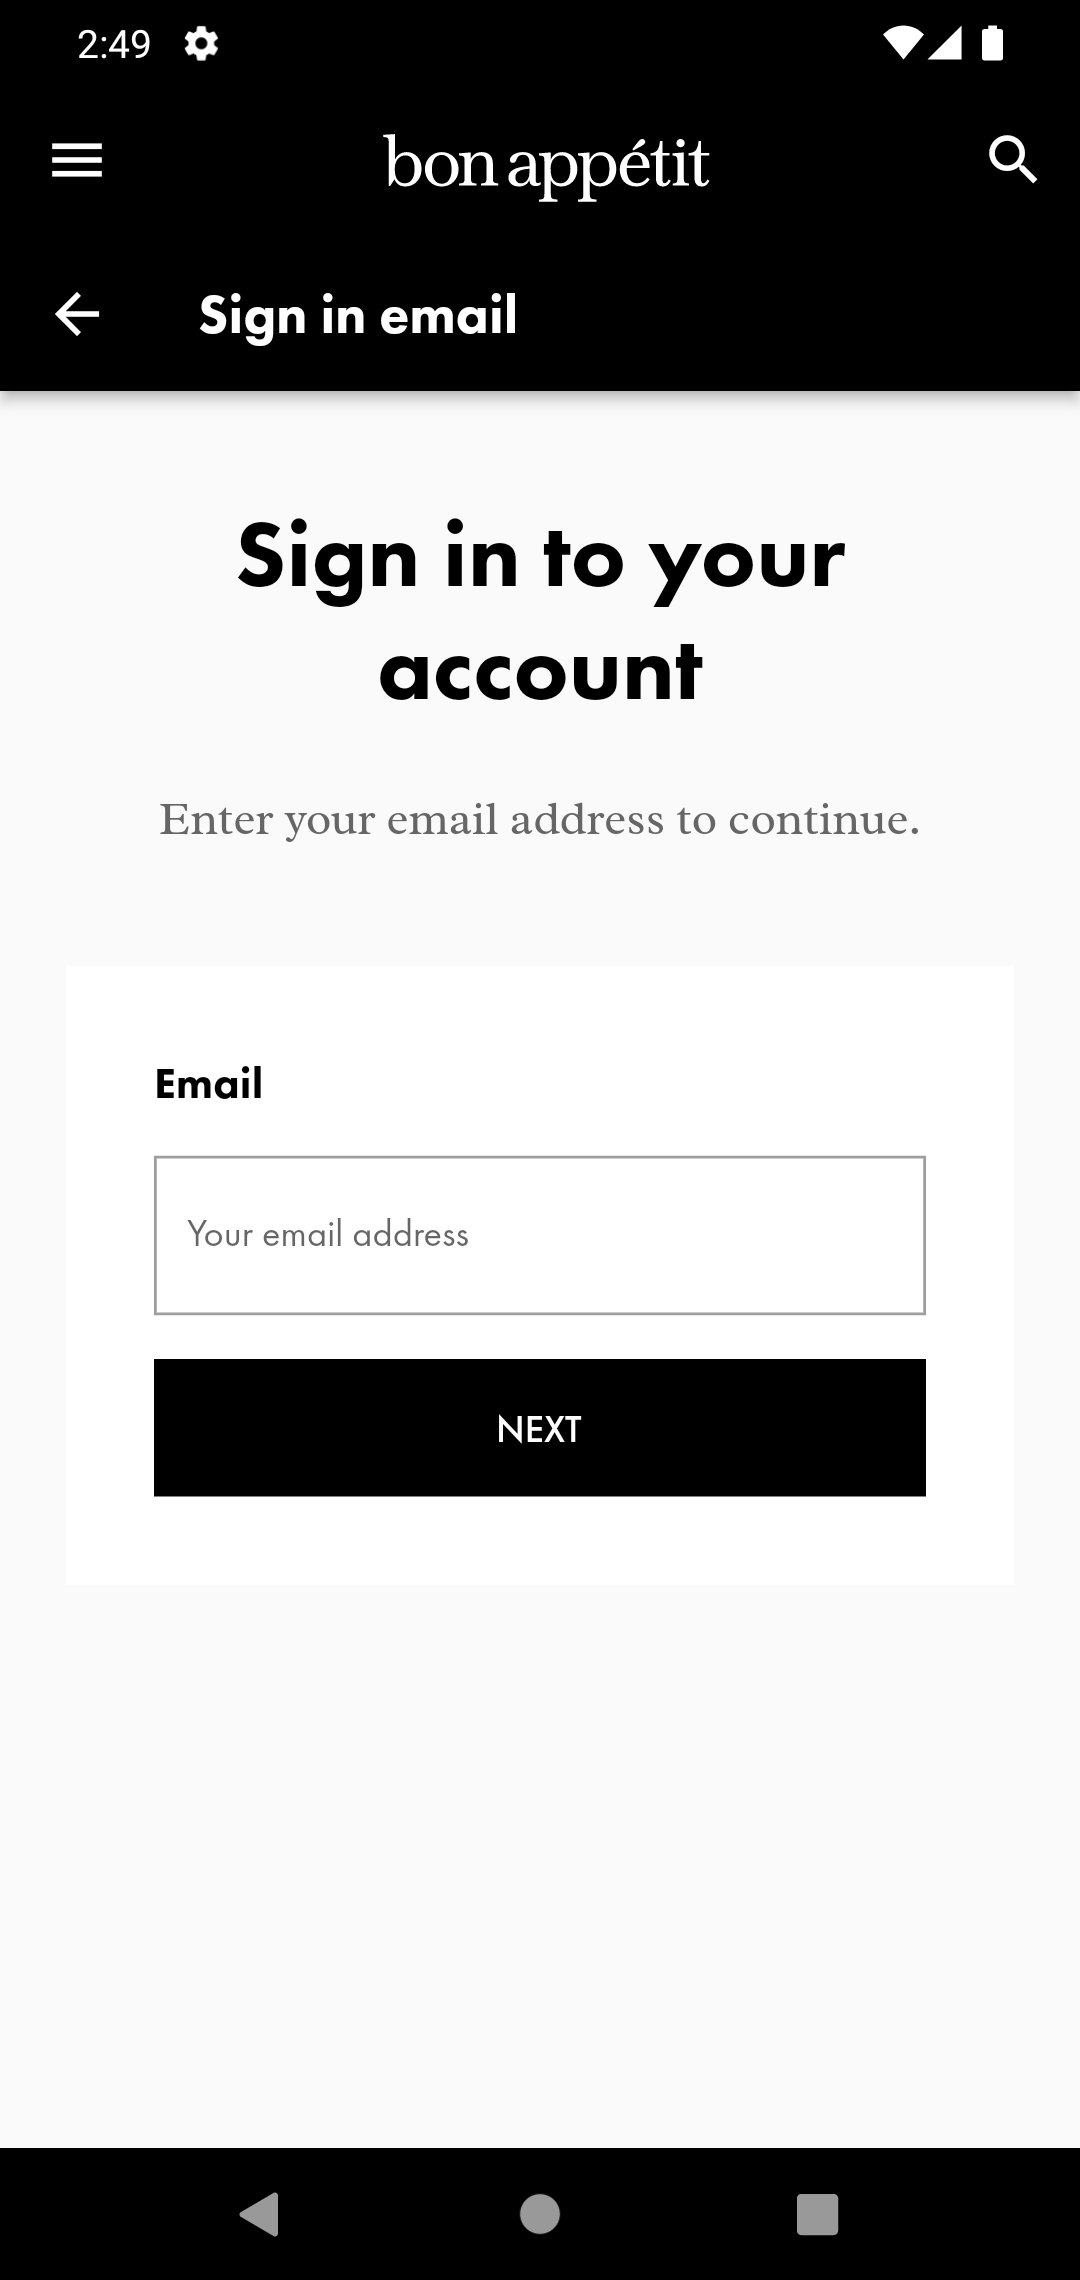 2:49
bon appétit
Sign in email
Sign in to your
account
Enter your email address to continue.
Email
Your email address
NEXT